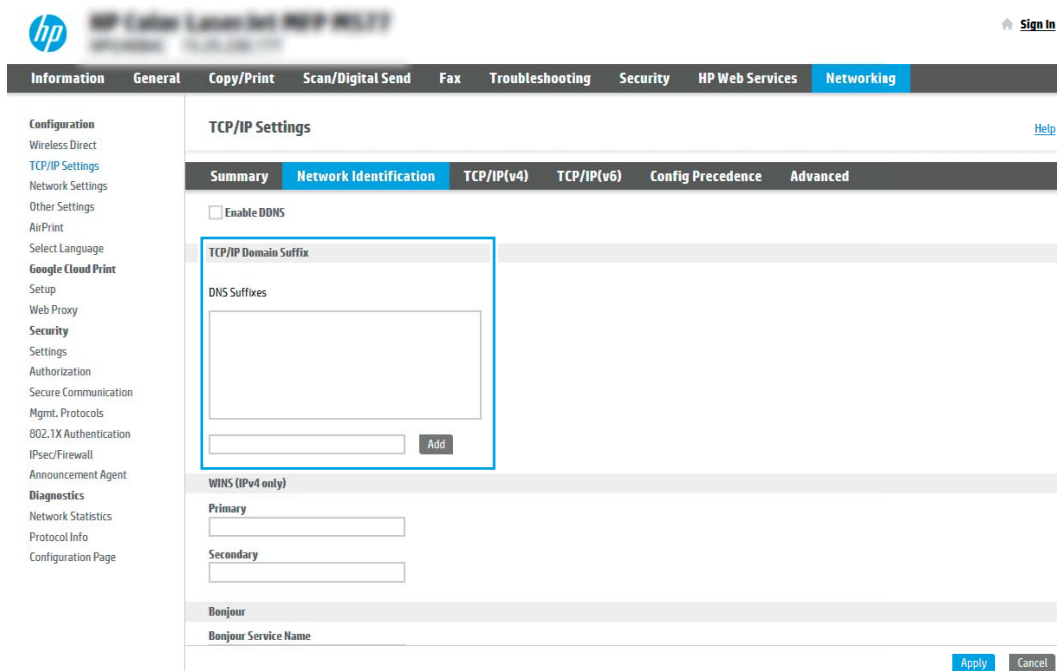 hp
Sign In
Information General Copy/Print Scan/Digital Send Fax Troubleshooting Security HP Web Services Networking
Configuration
Wireless Direct
TCP/IP Settings
Network Settings
Other Settings
AirPrint
Select Language
Google Cloud Print
Setup
Web Proxy
Security
Settings
Authorization
Secure Communication
Mgmt. Protocols
802.1X Authentication
IPsec/Firewall
Announcement Agent
Diagnostics
Network Statistics
Protocol Info
Configuration Page
TCP/IP Settings
Help
Summary Network Identification TCP/IP(v4) TCP/IP(v6) Config Precedence Advanced
Enable DDNS
TCP/IP Domain Suffix
DNS Suffixes
Add
WINS (IPv4 only)
Primary
Secondary
Bonjour
Bonjour Service Name
Apply Cancel